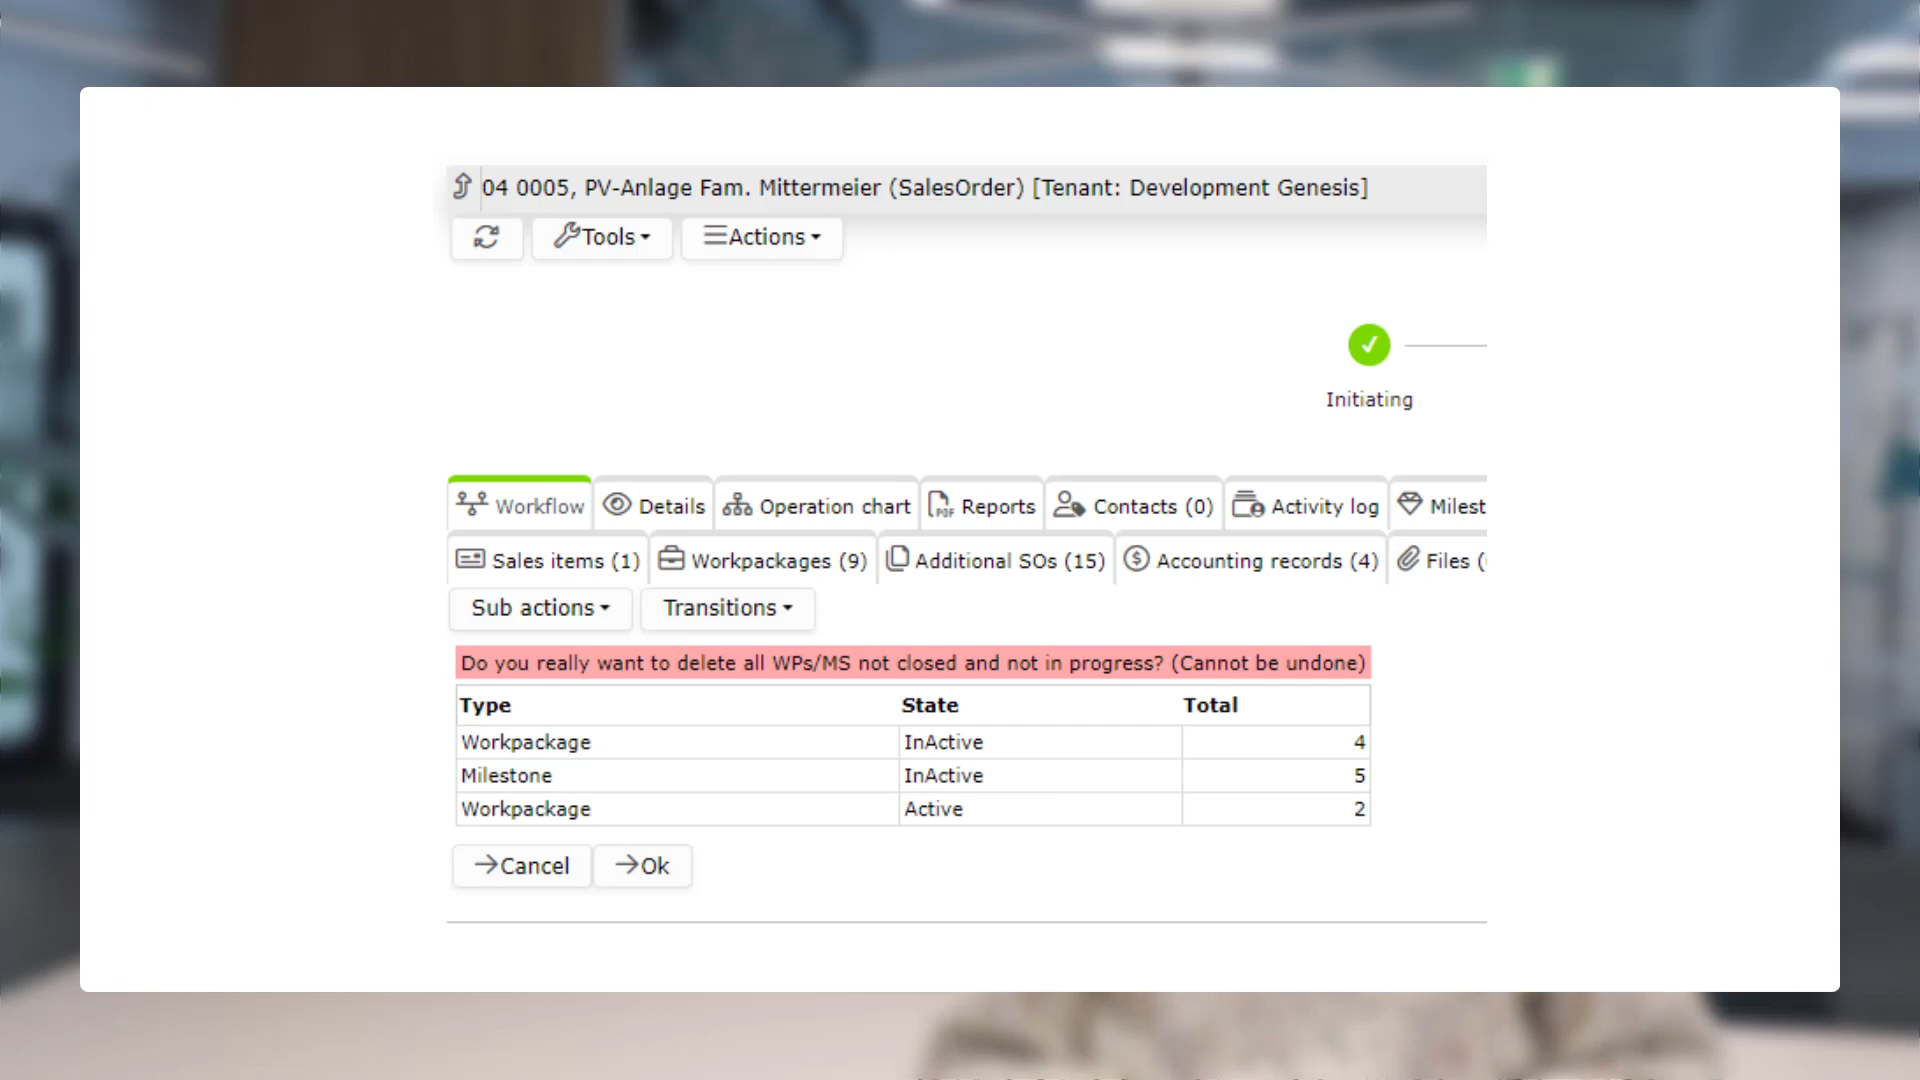 04 0005, PV-Anlage Fam. Mittermeier (SalesOrder) [Tenant: Development Genesis]
Tools Actions
Initiating
Workflow Details Operation chart Reports Contacts (0) Activity log Milest
Sales items (1) Workpackages (9) Additional SOs (15) Accounting records (4) Files (
Sub actions Transitions
Do you really want to delete all WPs/MS not closed and not in progress? (Cannot be undone)
Type State Total
Workpackage InActive 4
Milestone InActive 5
Workpackage Active 2
Cancel Ok